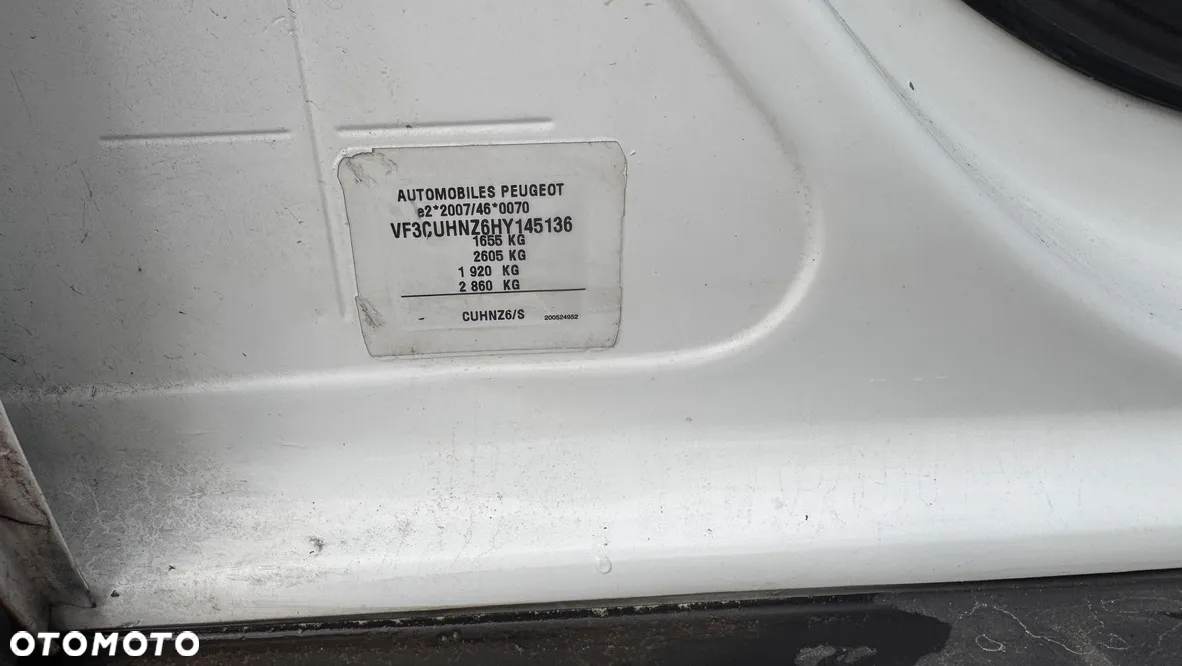 AUTOMOBILES PEUGEOT
e2*2007/46*0070
VF3CUHNZ6HY145136
1655 KG
2605 KG
1 920 KG
2 860 KG
CUHNZ6/S 200524952
OTOMOTO